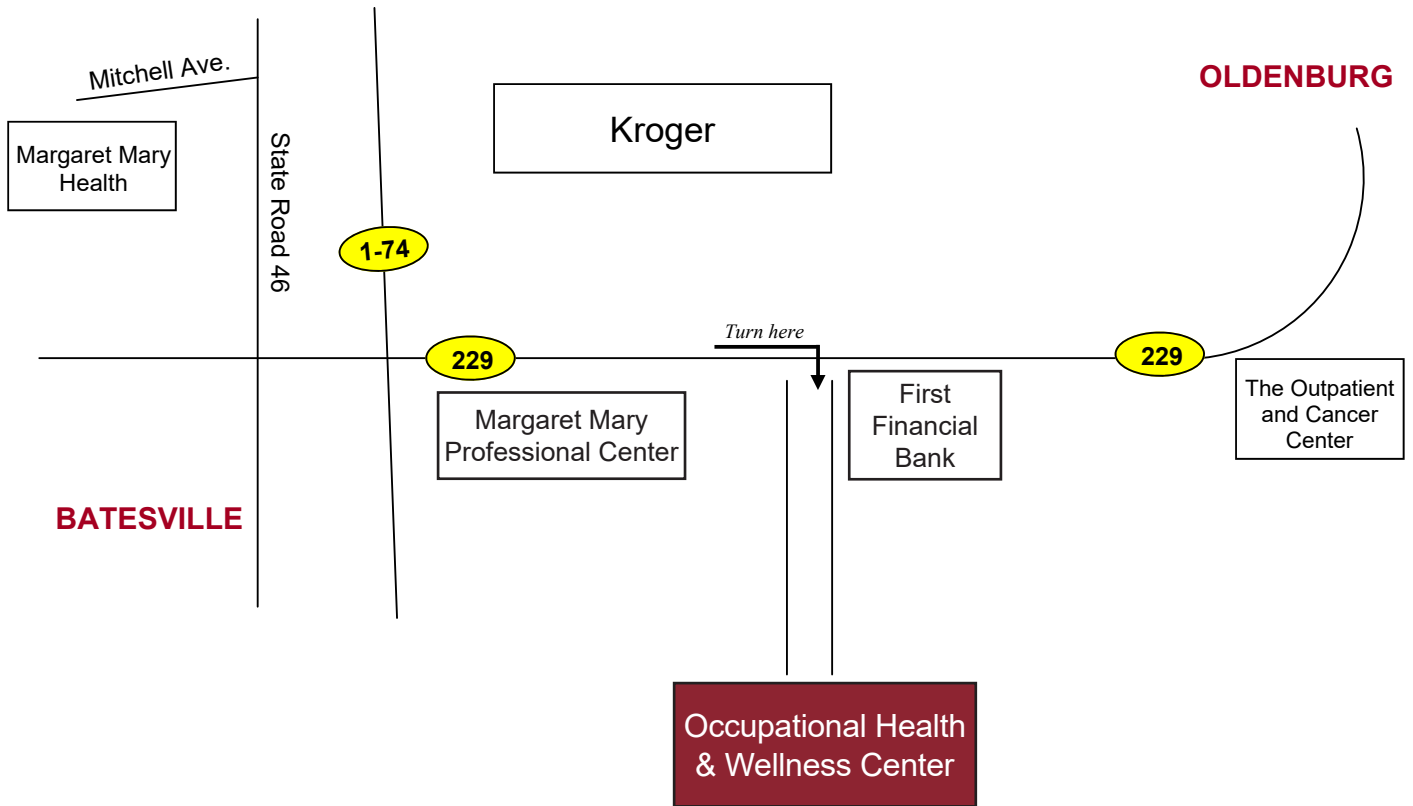 Mitchell Ave.
OLDENBURG
Kroger
Margaret Mary
Health
State Road 46
1-74
Turn here
229
229
First
Financial
Bank
The Outpatient
and Cancer
Center
Margaret Mary
Professional Center
BATESVILLE
Occupational Health
& Wellness Center